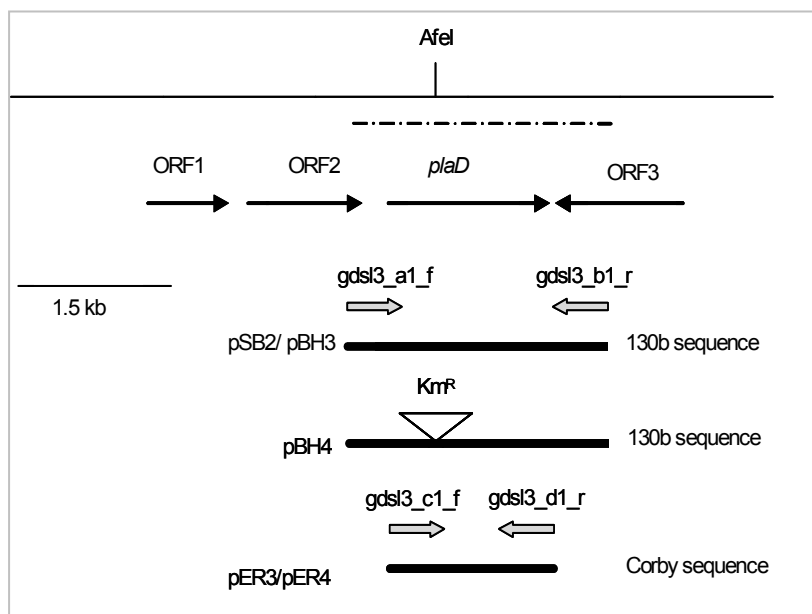 AfeI
ORF1 ORF2 plaD ORF3
1.5 kb
gdsl3_a1_f gdsl3_b1_r
pSB2/ pBH3 130b sequence
KmR
pBH4 130b sequence
gdsl3_c1_f gdsl3_d1_r
pER3/pER4 Corby sequence